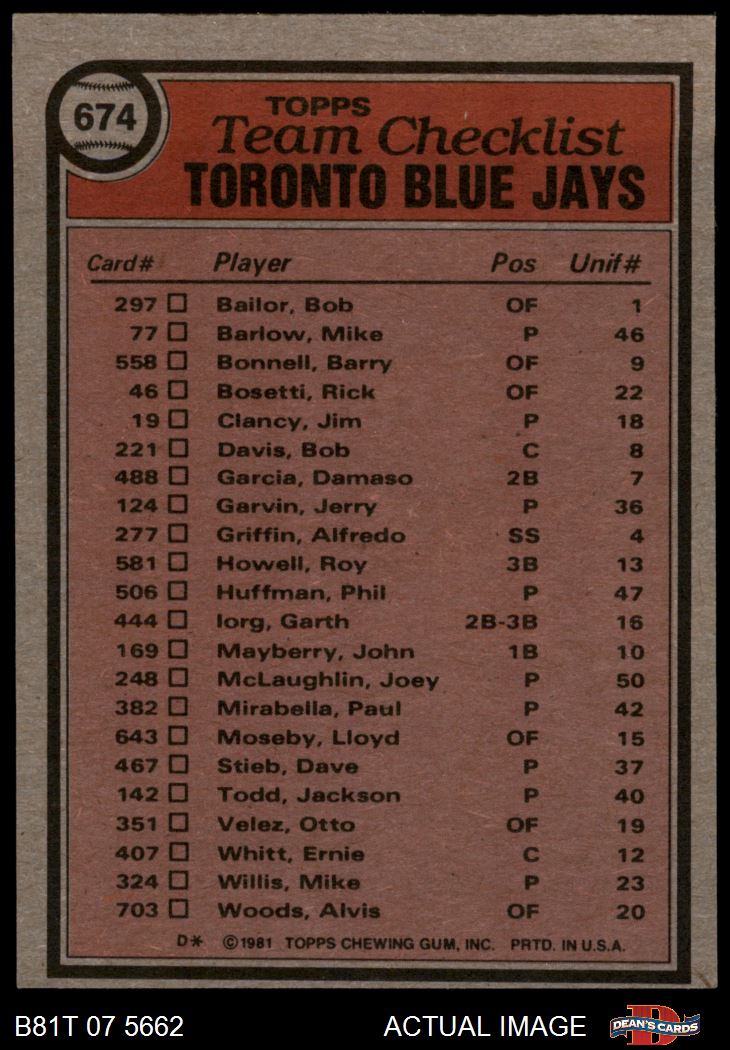 674
TOPPS
Team Checklist
TORONTO BLUE JAYS
Card# Player Pos Unif#
297 Bailor, Bob OF 1
77 Barlow, Mike P 46
558 Bonnell, Barry OF 9
46 Bosetti, Rick OF 22
19 Clancy, Jim P 18
221 Davis, Bob C 8
488 Garcia, Damaso 2B 7
124 Garvin, Jerry P 36
277 Griffin, Alfredo SS 4
581 Howell, Roy 3B 13
506 Huffman, Phil P 47
444 Iorg, Garth 2B-3B 16
169 Mayberry, John 1B 10
248 McLaughlin, Joey P 50
382 Mirabella, Paul P 42
643 Moseby, Lloyd OF 15
467 Stieb, Dave P 37
142 Todd, Jackson P 40
351 Velez, Otto OF 19
407 Whitt, Ernie C 12
324 Willis, Mike P 23
703 Woods, Alvis OF 20
D* ©1981 TOPPS CHEWING GUM, INC. PRTD. IN U.S.A.
B81T 07 5662 ACTUAL IMAGE D DEAN'S CARDS